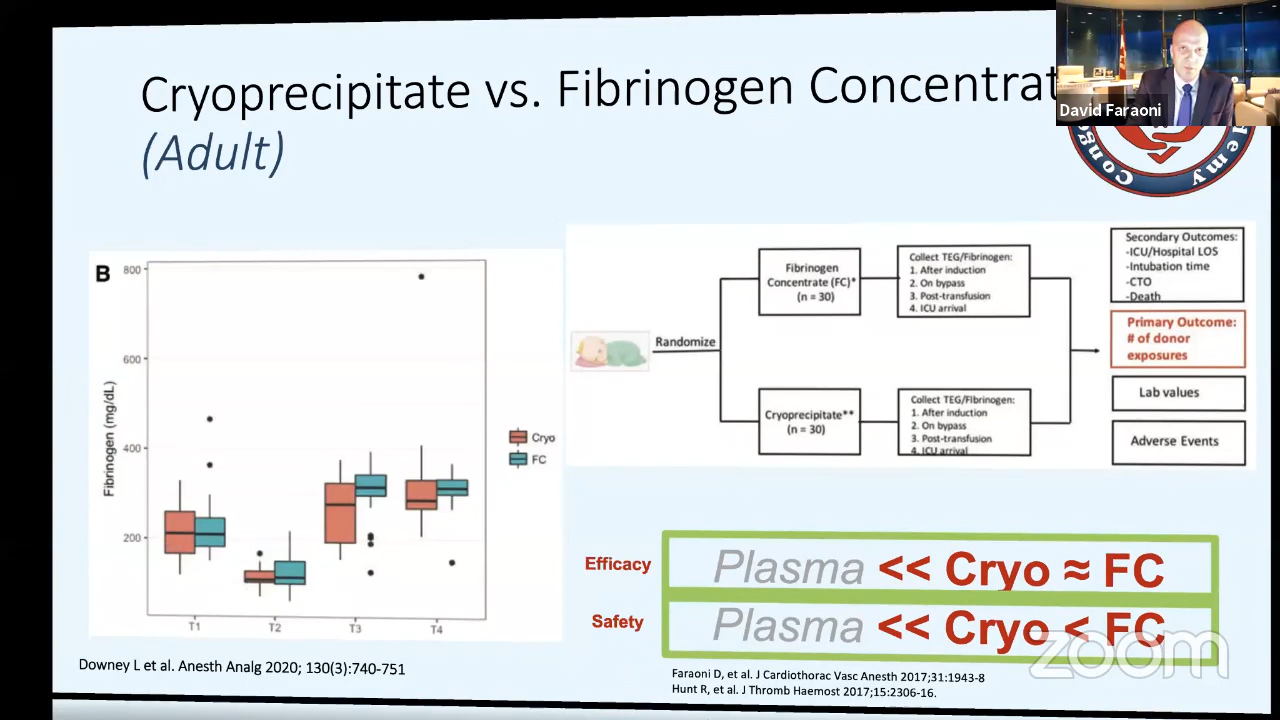 Cryoprecipitate vs. Fibrinogen Concentrat
(Adult)
David Faraoni
Cong
demy
B
800
600
400
200
Fibrinogen (mg/dL)
T1
T2
T3
T4
Cryo
FC
Randomize
Fibrinogen
Concentrate (FC)*
(n = 30)
Collect TEG/Fibrinogen:
1. After induction
2. On bypass
3. Post-transfusion
4. ICU arrival
Cryoprecipitate**
(n = 30)
Collect TEG/Fibrinogen:
1. After induction
2. On bypass
3. Post-transfusion
4. ICU arrival
Secondary Outcomes:
-ICU/Hospital LOS
-Intubation time
-CTO
-Death
Primary Outcome:
# of donor
exposures
Lab values
Adverse Events
Efficacy
Plasma << Cryo ≈ FC
Safety
Plasma << Cryo < FC
zoom
Downey L et al. Anesth Analg 2020; 130(3):740-751
Faraoni D, et al. J Cardiothorac Vasc Anesth 2017;31:1943-8
Hunt R, et al. J Thromb Haemost 2017;15:2306-16.